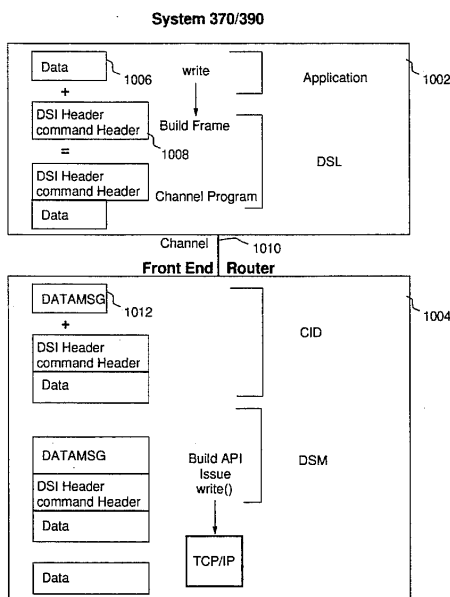 System 370/390
Data
1006
write
Application
1002
+
DSI Header
command Header
1008
Build Frame
=
DSL
DSI Header
command Header
Data
Channel Program
Channel
1010
Front End Router
DATAMSG
1012
1004
+
CID
DSI Header
command Header
Data
DATAMSG
DSI Header
command Header
Data
Build API
Issue
write()
DSM
TCP/IP
Data